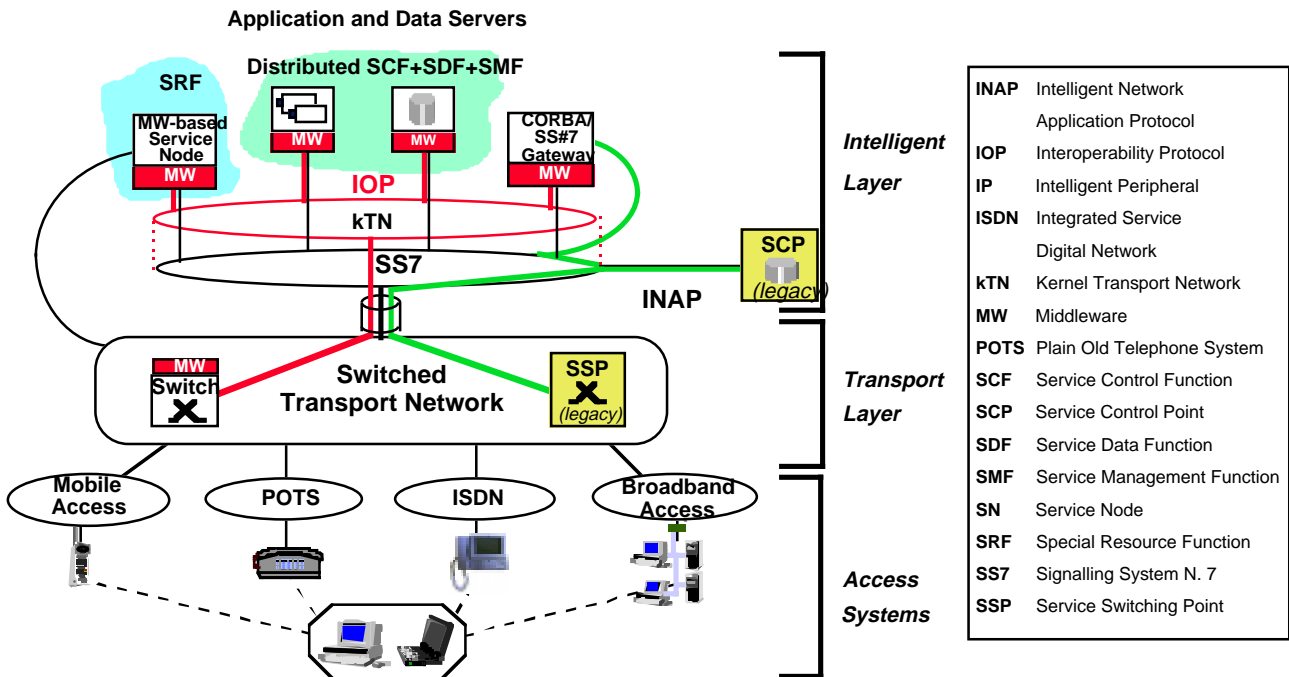 Application and Data Servers
SRF
Distributed SCF+SDF+SMF
MW-based
Service
Node
MW
MW
MW
CORBA/
SS#7
Gateway
MW
IOP
kTN
SS7
INAP
SCP
(legacy)
Intelligent
Layer
MW
Switch
Switched
Transport Network
SSP
(legacy)
Transport
Layer
Mobile
Access
POTS
ISDN
Broadband
Access
Access
Systems
INAP Intelligent Network
Application Protocol
IOP Interoperability Protocol
IP Intelligent Peripheral
ISDN Integrated Service
Digital Network
kTN Kernel Transport Network
MW Middleware
POTS Plain Old Telephone System
SCF Service Control Function
SCP Service Control Point
SDF Service Data Function
SMF Service Management Function
SN Service Node
SRF Special Resource Function
SS7 Signalling System N. 7
SSP Service Switching Point